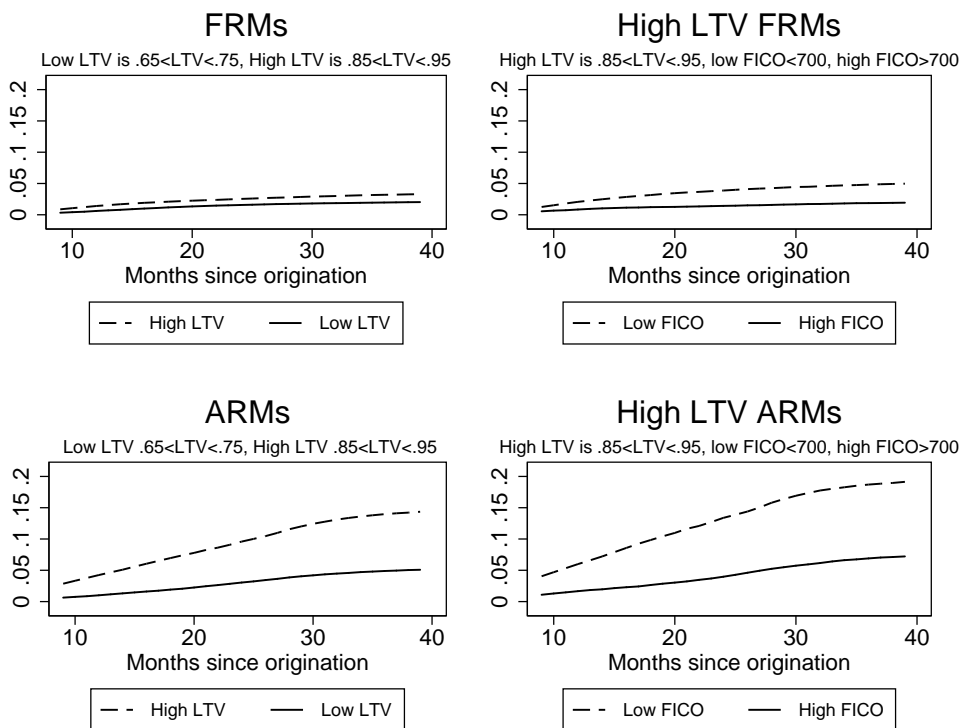 FRMs
Low LTV is .65<LTV<.75, High LTV is .85<LTV<.95
0 .05 .1 .15 .2
10 20 30 40
Months since origination
High LTV Low LTV
High LTV FRMs
High LTV is .85<LTV<.95, low FICO<700, high FICO>700
0 .05 .1 .15 .2
10 20 30 40
Months since origination
Low FICO High FICO
ARMs
Low LTV .65<LTV<.75, High LTV .85<LTV<.95
0 .05 .1 .15 .2
10 20 30 40
Months since origination
High LTV Low LTV
High LTV ARMs
High LTV is .85<LTV<.95, low FICO<700, high FICO>700
0 .05 .1 .15 .2
10 20 30 40
Months since origination
Low FICO High FICO